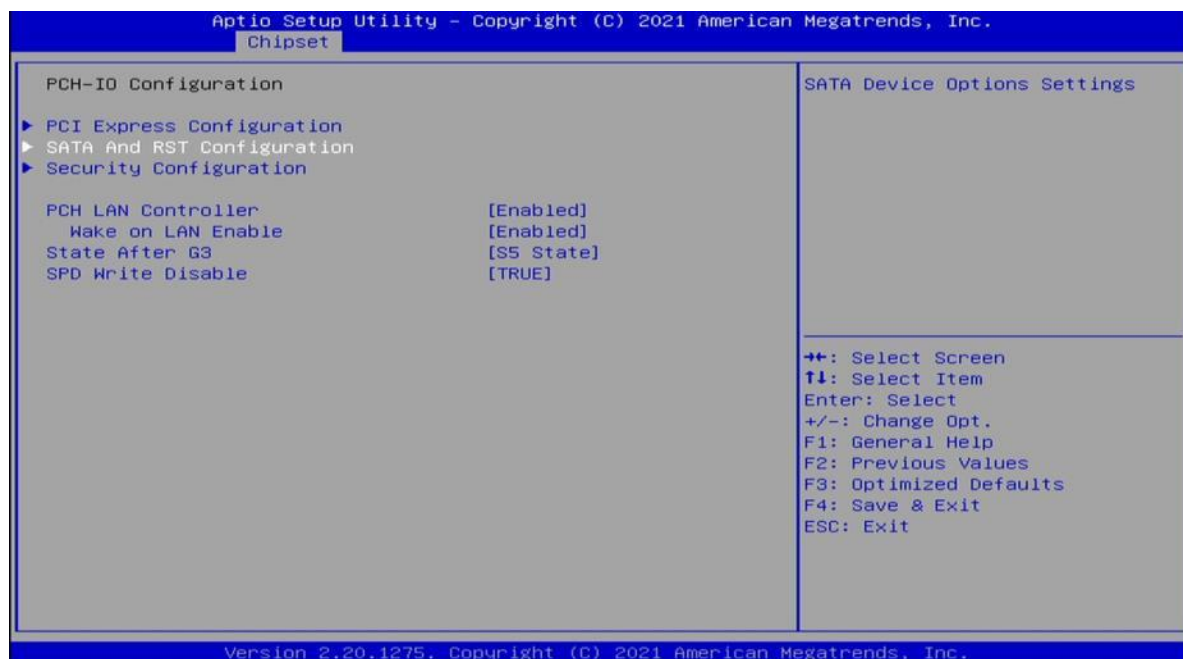 Aptio Setup Utility – Copyright (C) 2021 American Megatrends, Inc.
Chipset
PCH-IO Configuration
▶ PCI Express Configuration
▶ SATA And RST Configuration
▶ Security Configuration
PCH LAN Controller [Enabled]
Wake on LAN Enable [Enabled]
State After G3 [S5 State]
SPD Write Disable [TRUE]
SATA Device Options Settings
→←: Select Screen
↑↓: Select Item
Enter: Select
+/-: Change Opt.
F1: General Help
F2: Previous Values
F3: Optimized Defaults
F4: Save & Exit
ESC: Exit
Version 2.20.1275. Copyright (C) 2021 American Megatrends, Inc.